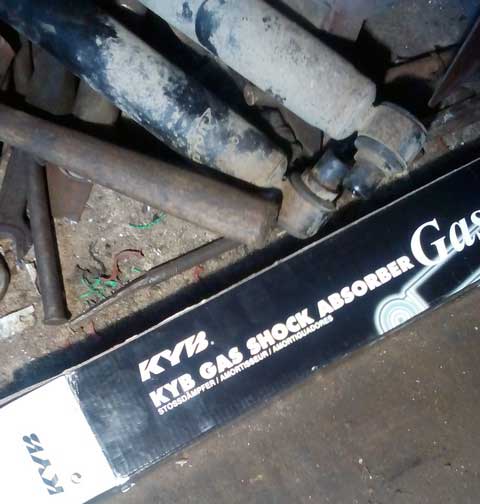 KYB
KYB GAS SHOCK ABSORBER
STOSSDÄMPFER / AMORTISSEUR / AMORTIGUADORES
Gas
KYB